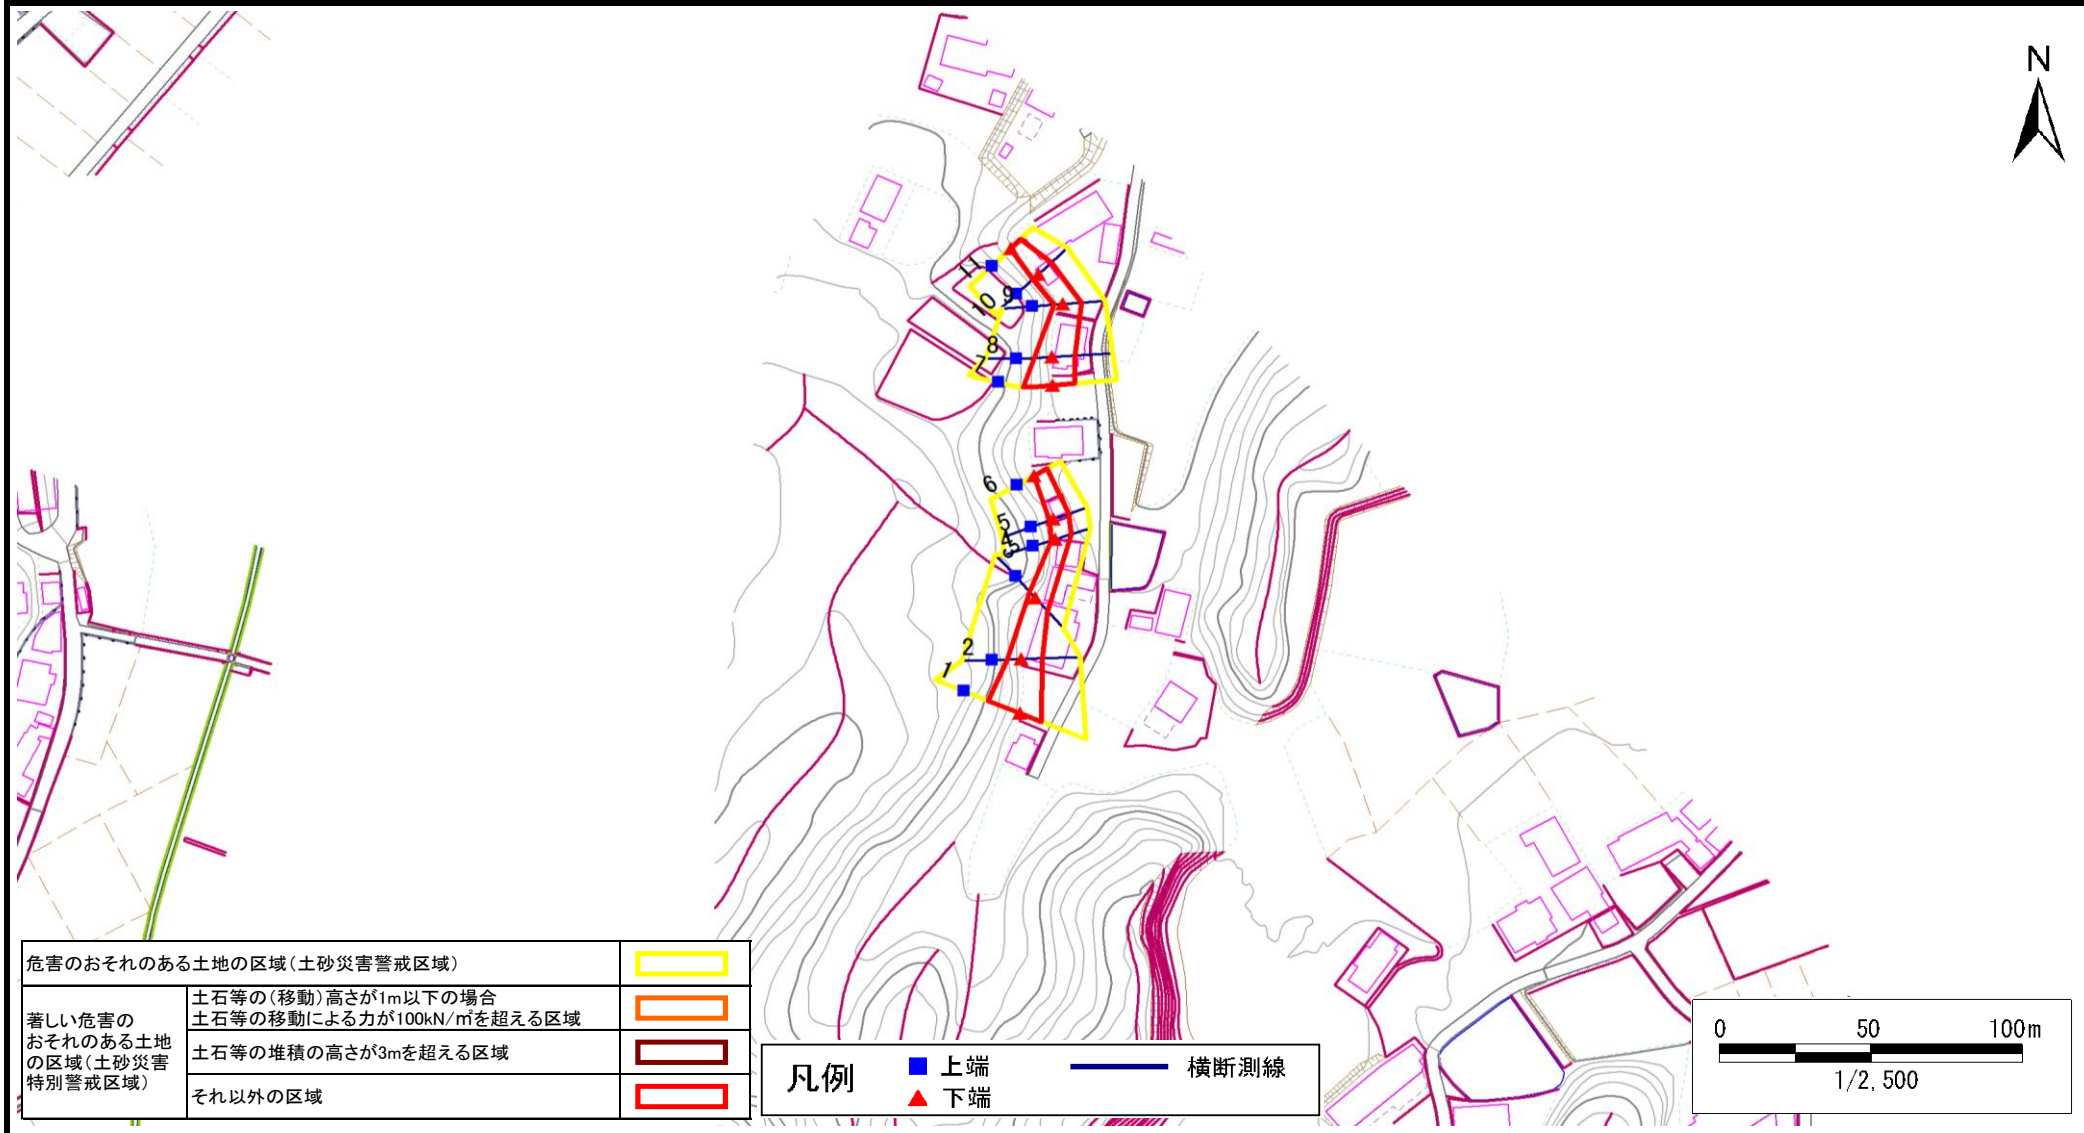 N
11
10
9
8
7
6
5
4
3
2
1
危害のおそれのある土地の区域(土砂災害警戒区域)
著しい危害の
おそれのある土地
の区域(土砂災害
特別警戒区域)
土石等の(移動)高さが1m以下の場合
土石等の移動による力が100kN/㎡を超える区域
土石等の堆積の高さが3mを超える区域
それ以外の区域
凡例
上端
下端
横断測線
0 50 100m
1/2,500